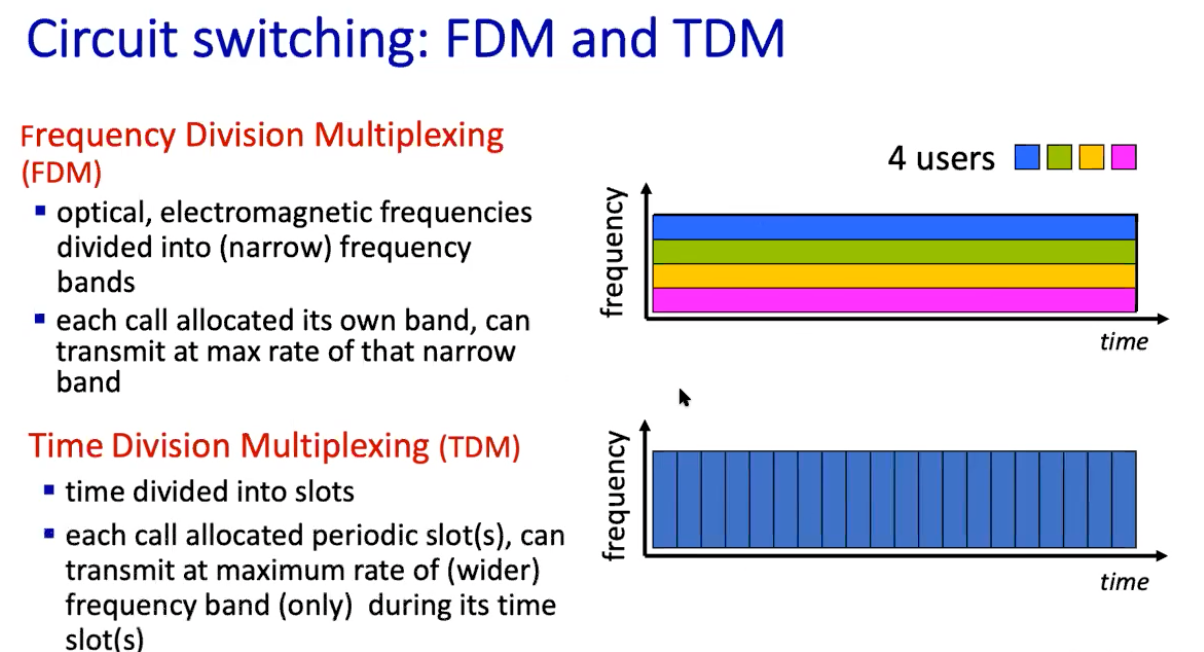 Circuit switching: FDM and TDM
Frequency Division Multiplexing
(FDM)
▪ optical, electromagnetic frequencies
divided into (narrow) frequency
bands
▪ each call allocated its own band, can
transmit at max rate of that narrow
band
Time Division Multiplexing (TDM)
▪ time divided into slots
▪ each call allocated periodic slot(s), can
transmit at maximum rate of (wider)
frequency band (only) during its time
slot(s)
4 users
frequency
time
frequency
time